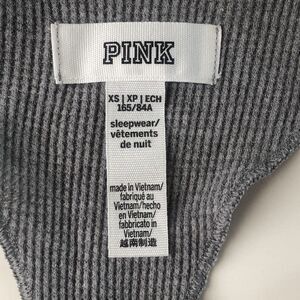 PINK
XS | XP | ECH
165/84A
sleepwear/
vêtements
de nuit
made in Vietnam/
fabriqué au
Vietnam/hecho
en Vietnam/
fabbricato in
Vietnam/
越南制造